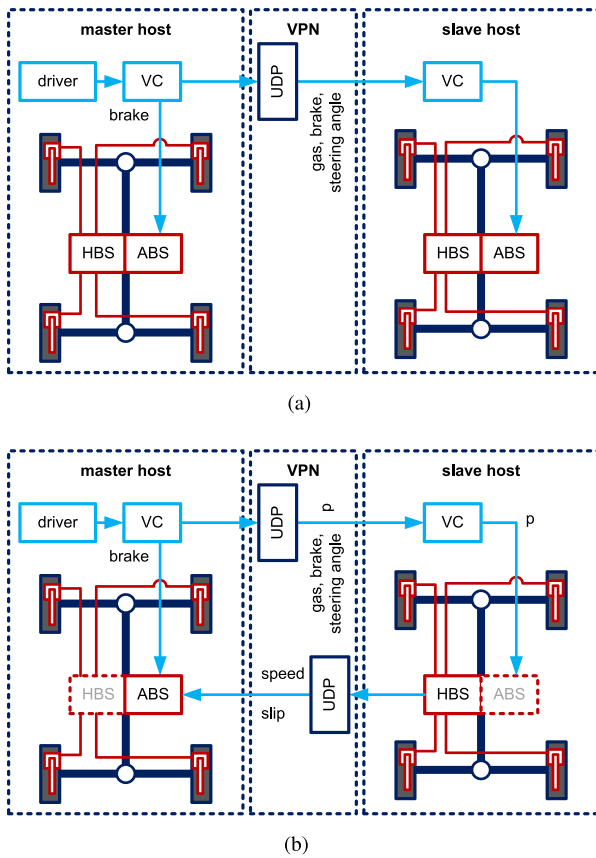 master host
VPN
slave host
driver
VC
UDP
VC
brake
gas, brake,
steering angle
HBS
ABS
HBS
ABS
(a)
master host
VPN
slave host
driver
VC
UDP
p
VC
p
brake
gas, brake,
steering angle
HBS
ABS
speed
slip
UDP
HBS
ABS
(b)